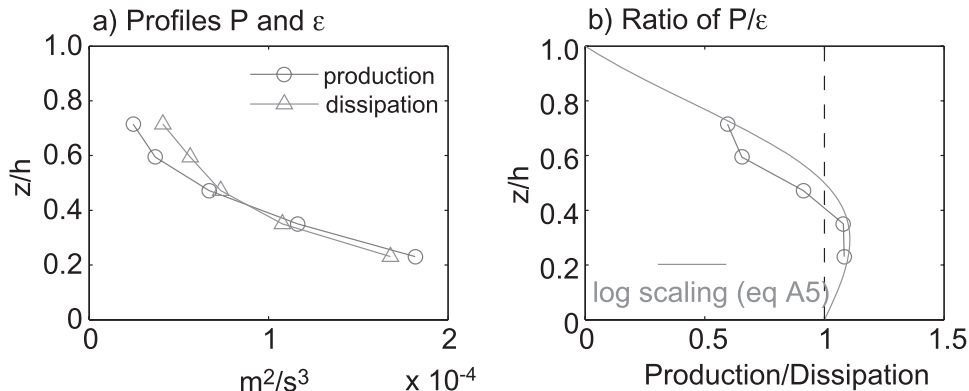 a) Profiles P and ε
1.0
0.8
0.6
0.4
0.2
0
z/h
production
dissipation
0
1
2
m²/s³
x 10⁻⁴
b) Ratio of P/ε
1.0
0.8
0.6
0.4
0.2
0
z/h
log scaling (eq A5)
0
0.5
1
1.5
Production/Dissipation